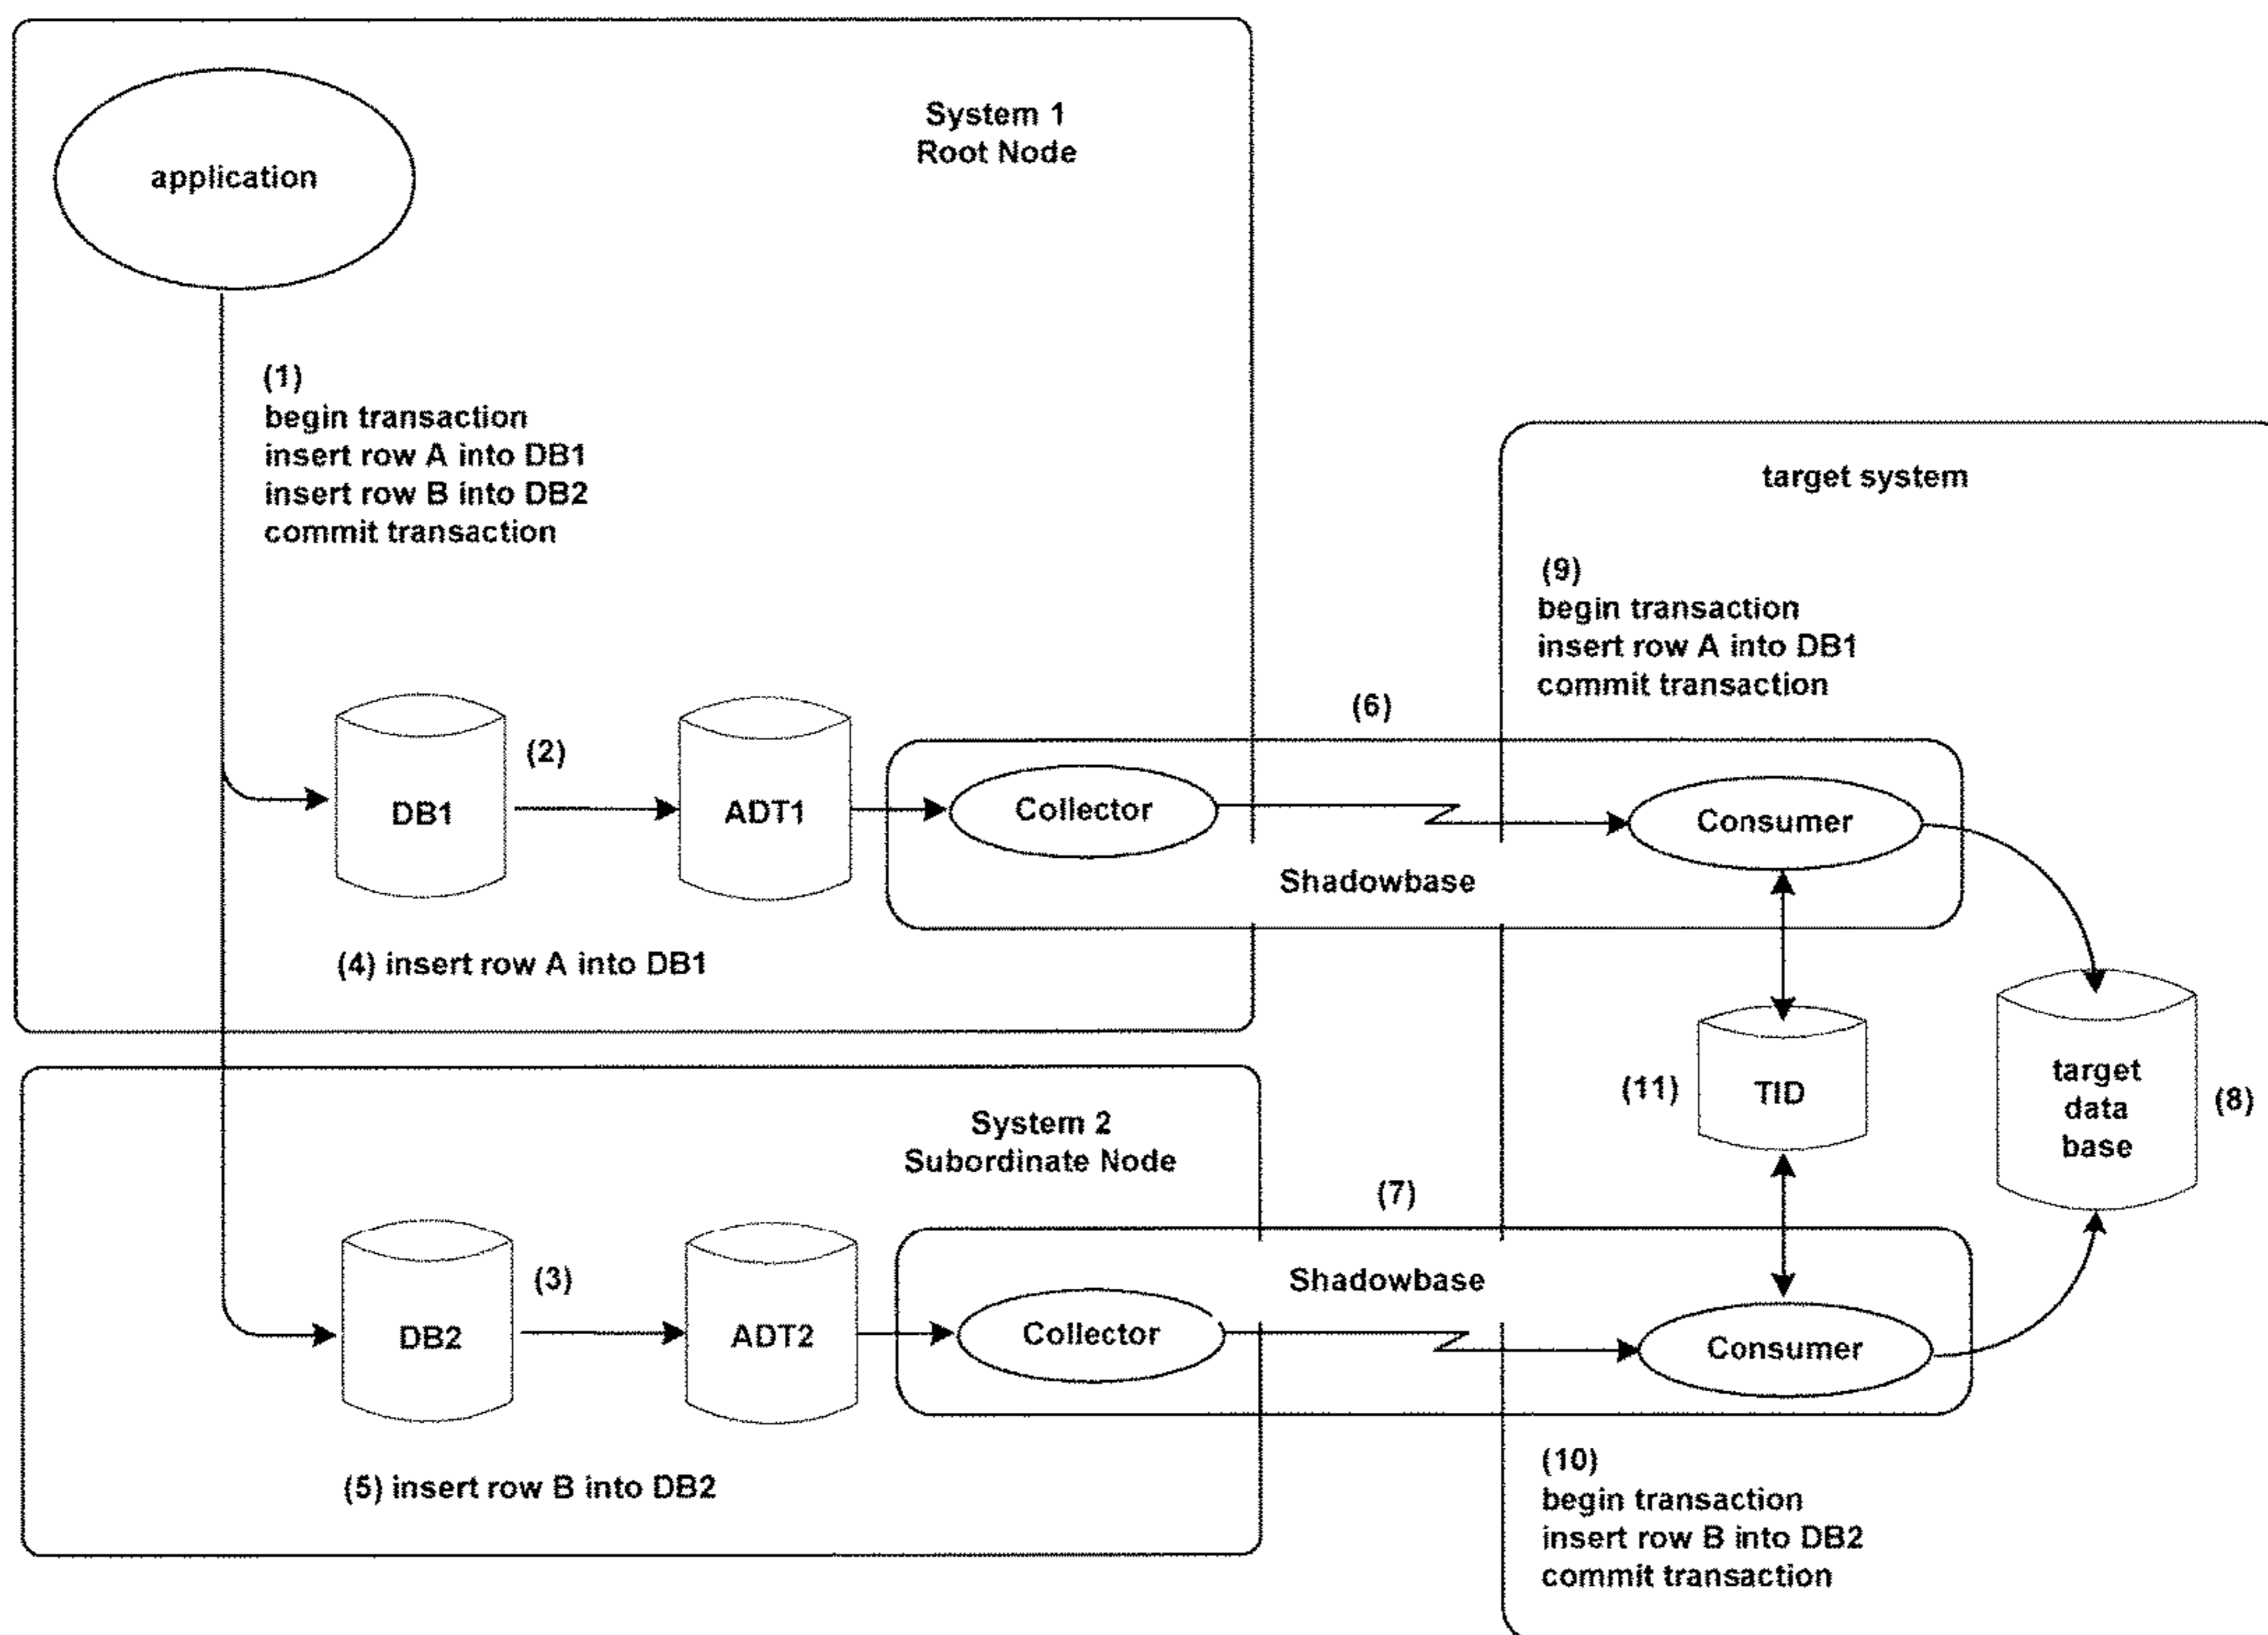 application
System 1
Root Node
(1)
begin transaction
insert row A into DB1
insert row B into DB2
commit transaction
target system
(9)
begin transaction
insert row A into DB1
commit transaction
(6)
(2)
DB1
ADT1
Collector
Consumer
Shadowbase
(4) insert row A into DB1
(11)
TID
target
data
base
(8)
System 2
Subordinate Node
(7)
(3)
DB2
ADT2
Collector
Shadowbase
Consumer
(5) insert row B into DB2
(10)
begin transaction
insert row B into DB2
commit transaction